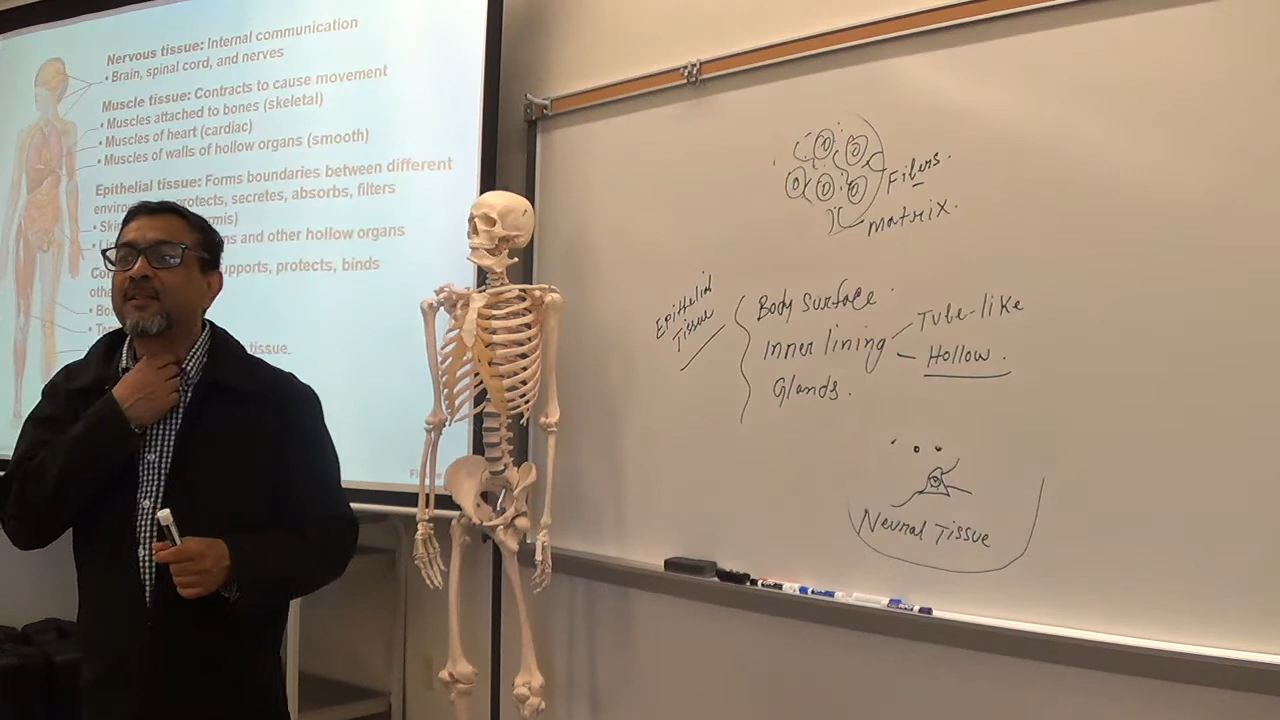 Nervous tissue: Internal communication
• Brain, spinal cord, and nerves
Muscle tissue: Contracts to cause movement
• Muscles attached to bones (skeletal)
• Muscles of heart (cardiac)
• Muscles of walls of hollow organs (smooth)
Epithelial tissue: Forms boundaries between different
protects, secretes, absorbs, filters
and other hollow organs
supports, protects, binds
tissue.
Fibers.
matrix.
Epithelial
Tissue
Body surface.
inner lining
Glands.
Tube-like
Hollow.
Neural Tissue